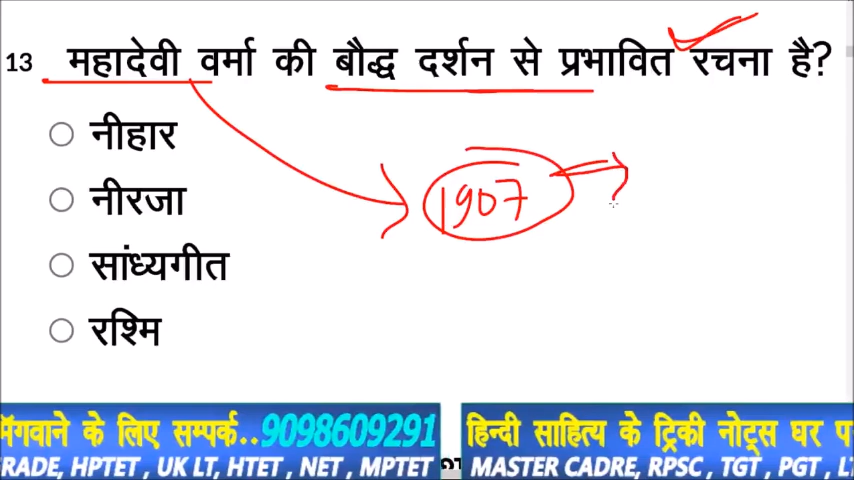 13 महादेवी वर्मा की बौद्ध दर्शन से प्रभावित रचना है?
नीहार
1907
नीरजा
सांध्यगीत
रश्मि
मँगवाने के लिए सम्पर्क..9098609291 हिन्दी साहित्य के ट्रिकी नोट्स घर प
RADE, HPTET , UK LT, HTET , NET , MPTET MASTER CADRE, RPSC , TGT , PGT , LT